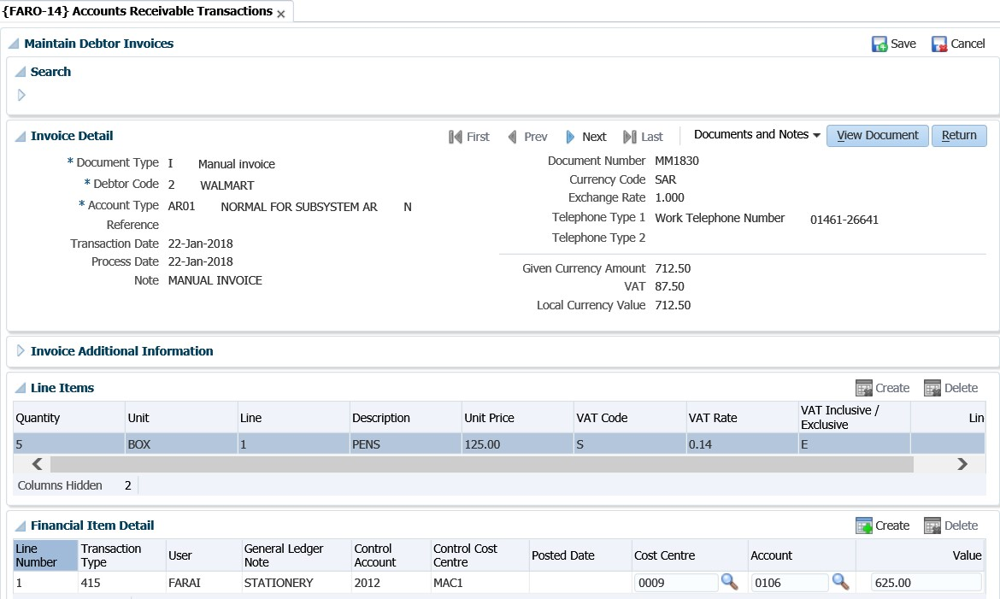 {FARO-14} Accounts Receivable Transactions
Maintain Debtor Invoices Save Cancel
Search
Invoice Detail First Prev Next Last Documents and Notes View Document Return
* Document Type I Manual invoice
* Debtor Code 2 WALMART
* Account Type AR01 NORMAL FOR SUBSYSTEM AR N
Reference
Transaction Date 22-Jan-2018
Process Date 22-Jan-2018
Note MANUAL INVOICE
Document Number MM1830
Currency Code SAR
Exchange Rate 1.000
Telephone Type 1 Work Telephone Number 01461-26641
Telephone Type 2
Given Currency Amount 712.50
VAT 87.50
Local Currency Value 712.50
Invoice Additional Information
Line Items Create Delete
Quantity Unit Line Description Unit Price VAT Code VAT Rate VAT Inclusive / Exclusive Lin
5 BOX 1 PENS 125.00 S 0.14 E
Columns Hidden 2
Financial Item Detail Create Delete
Line Number Transaction Type User General Ledger Note Control Account Control Cost Centre Posted Date Cost Centre Account Value
1 415 FARAI STATIONERY 2012 MAC1 0009 0106 625.00